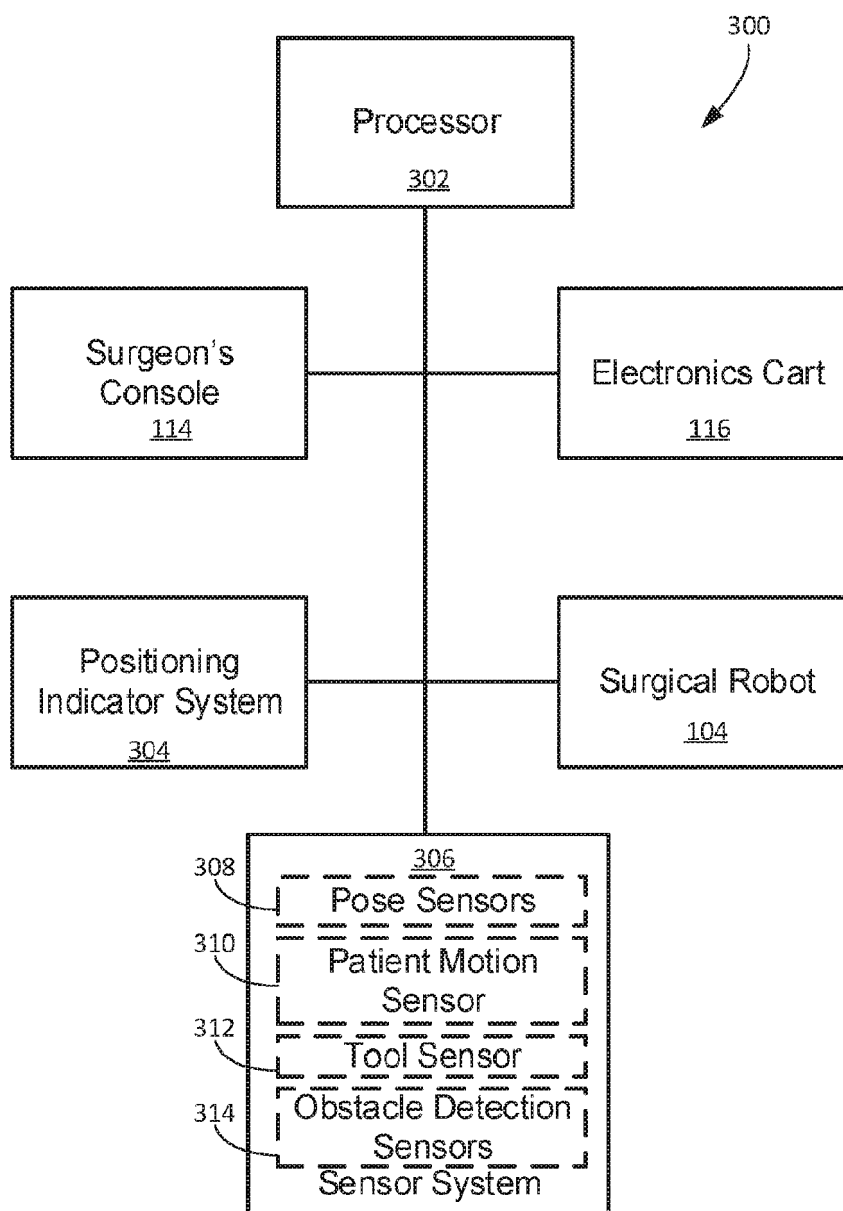 300
Processor
302
Surgeon's
Console
114
Electronics Cart
116
Positioning
Indicator System
304
Surgical Robot
104
306
308
Pose Sensors
310
Patient Motion
Sensor
312
Tool Sensor
314
Obstacle Detection
Sensors
Sensor System